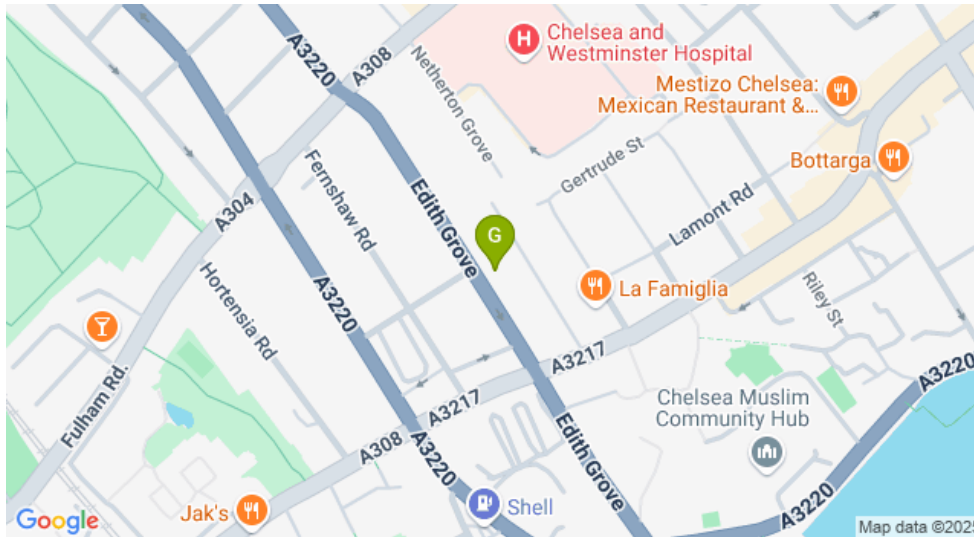 A3220
A308
Netherton Grove
Chelsea and
Westminster Hospital
Mestizo Chelsea:
Mexican Restaurant &...
Bottarga
Gertrude St
Fernshaw Rd
Edith Grove
Lamont Rd
A304
G
La Famiglia
Riley St
Hortensia Rd
A3220
A3217
A3220
Chelsea Muslim
Community Hub
Fulham Rd.
A3217
A308
A3220
Edith Grove
A3220
Jak's
Shell
Google
Map data ©2025
H